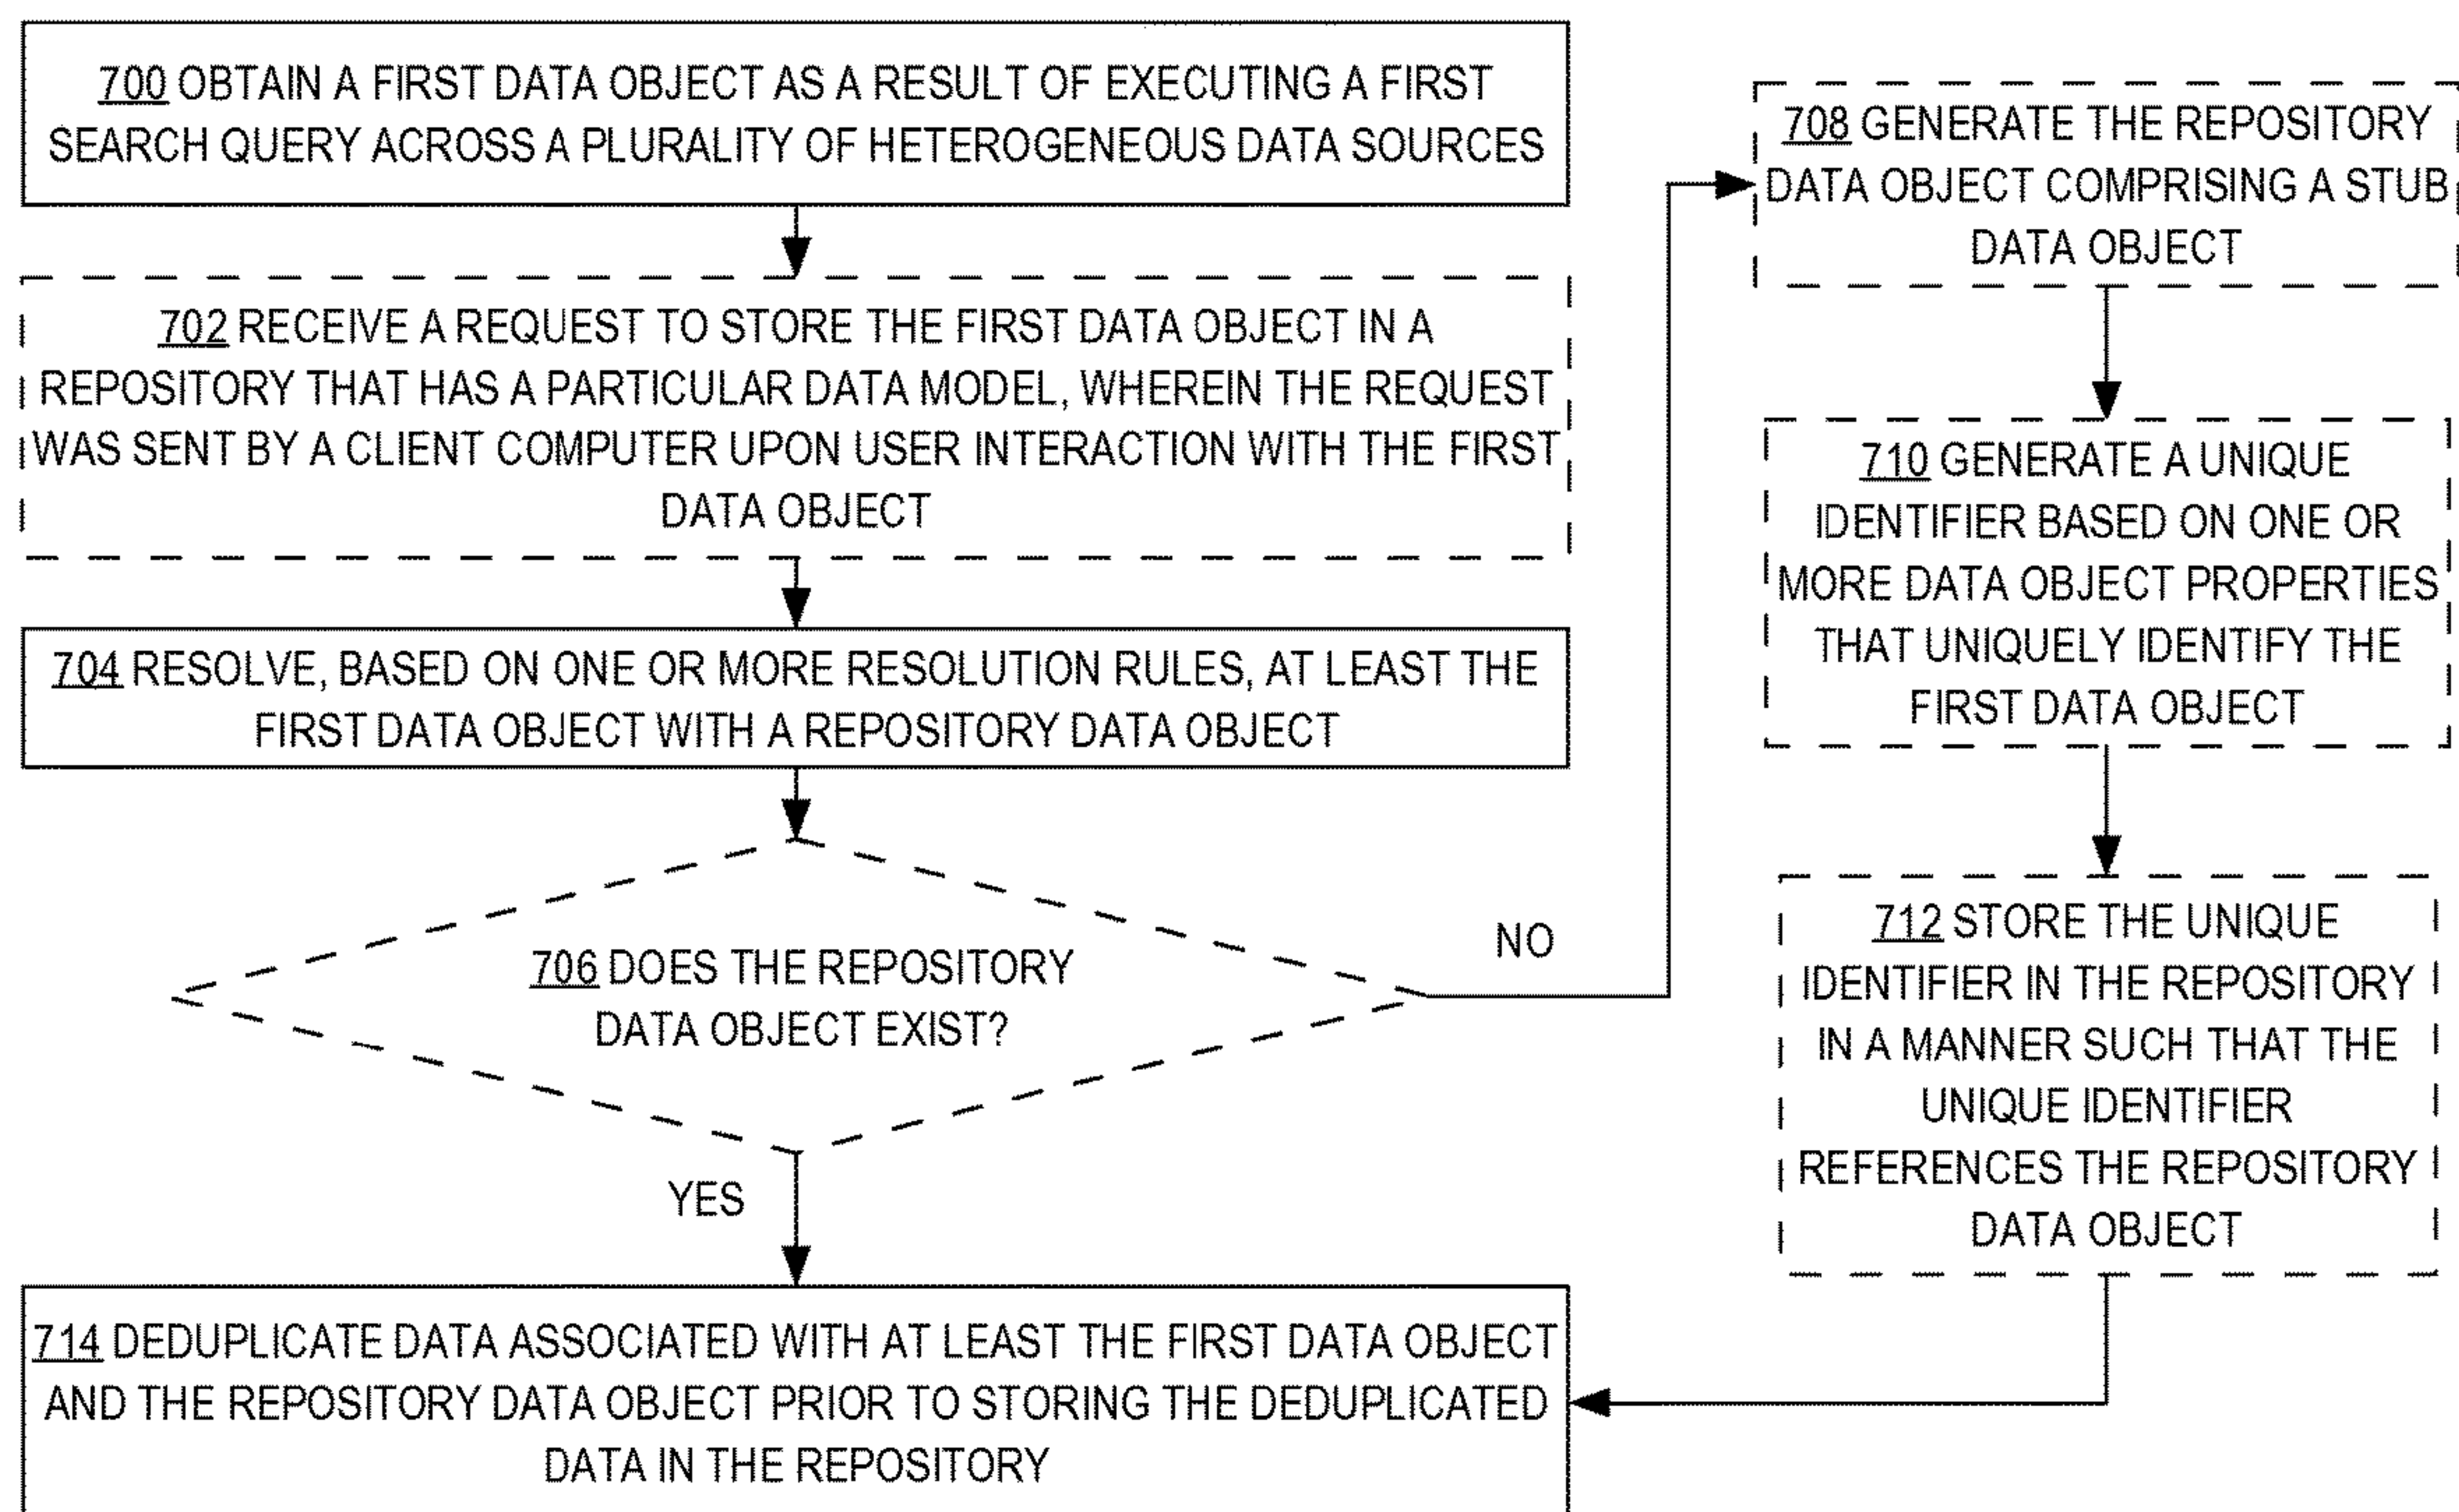 700 OBTAIN A FIRST DATA OBJECT AS A RESULT OF EXECUTING A FIRST
SEARCH QUERY ACROSS A PLURALITY OF HETEROGENEOUS DATA SOURCES
702 RECEIVE A REQUEST TO STORE THE FIRST DATA OBJECT IN A
REPOSITORY THAT HAS A PARTICULAR DATA MODEL, WHEREIN THE REQUEST
WAS SENT BY A CLIENT COMPUTER UPON USER INTERACTION WITH THE FIRST
DATA OBJECT
704 RESOLVE, BASED ON ONE OR MORE RESOLUTION RULES, AT LEAST THE
FIRST DATA OBJECT WITH A REPOSITORY DATA OBJECT
706 DOES THE REPOSITORY
DATA OBJECT EXIST?
NO
YES
708 GENERATE THE REPOSITORY
DATA OBJECT COMPRISING A STUB
DATA OBJECT
710 GENERATE A UNIQUE
IDENTIFIER BASED ON ONE OR
MORE DATA OBJECT PROPERTIES
THAT UNIQUELY IDENTIFY THE
FIRST DATA OBJECT
712 STORE THE UNIQUE
IDENTIFIER IN THE REPOSITORY
IN A MANNER SUCH THAT THE
UNIQUE IDENTIFIER
REFERENCES THE REPOSITORY
DATA OBJECT
714 DEDUPLICATE DATA ASSOCIATED WITH AT LEAST THE FIRST DATA OBJECT
AND THE REPOSITORY DATA OBJECT PRIOR TO STORING THE DEDUPLICATED
DATA IN THE REPOSITORY